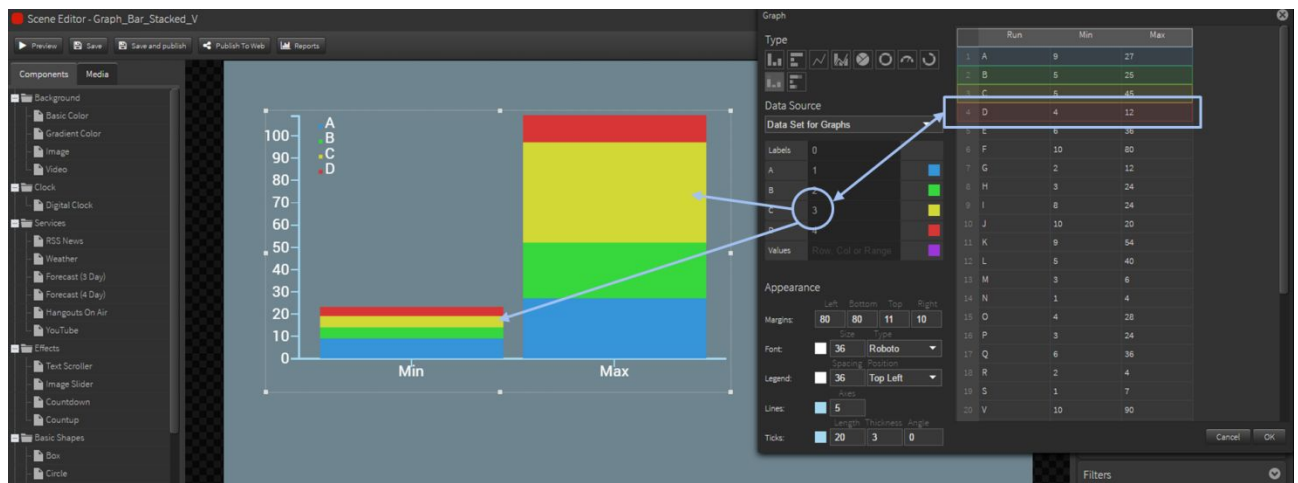 Scene Editor - Graph_Bar_Stacked_V
Preview Save Save and publish Publish To Web Reports
Components Media
Background
Basic Color
Gradient Color
Image
Video
Clock
Digital Clock
Services
RSS News
Weather
Forecast (3 Day)
Forecast (4 Day)
Hangouts On Air
YouTube
Effects
Text Scroller
Image Slider
Countdown
Countup
Basic Shapes
Box
Circle
A
B
C
D
100
90
80
70
60
50
40
30
20
10
0
Min Max
Graph
Type
Data Source
Data Set for Graphs
Labels 0
A 1
B 2
C 3
D 4
Values Row, Col or Range
Appearance
Left Bottom Top Right
Margins: 80 80 11 10
Size Type
Font: 36 Roboto
Spacing Position
Legend: 36 Top Left
Axes
Lines: 5
Length Thickness Angle
Ticks: 20 3 0
Run Min Max
1 A 9 27
2 B 5 25
3 C 5 45
4 D 4 12
5 E 6 36
6 F 10 80
7 G 2 12
8 H 3 24
9 I 8 24
10 J 10 20
11 K 9 54
12 L 5 40
13 M 3 6
14 N 1 4
15 O 4 28
16 P 3 24
17 Q 6 36
18 R 2 4
19 S 1 7
20 V 10 90
Cancel OK
Filters